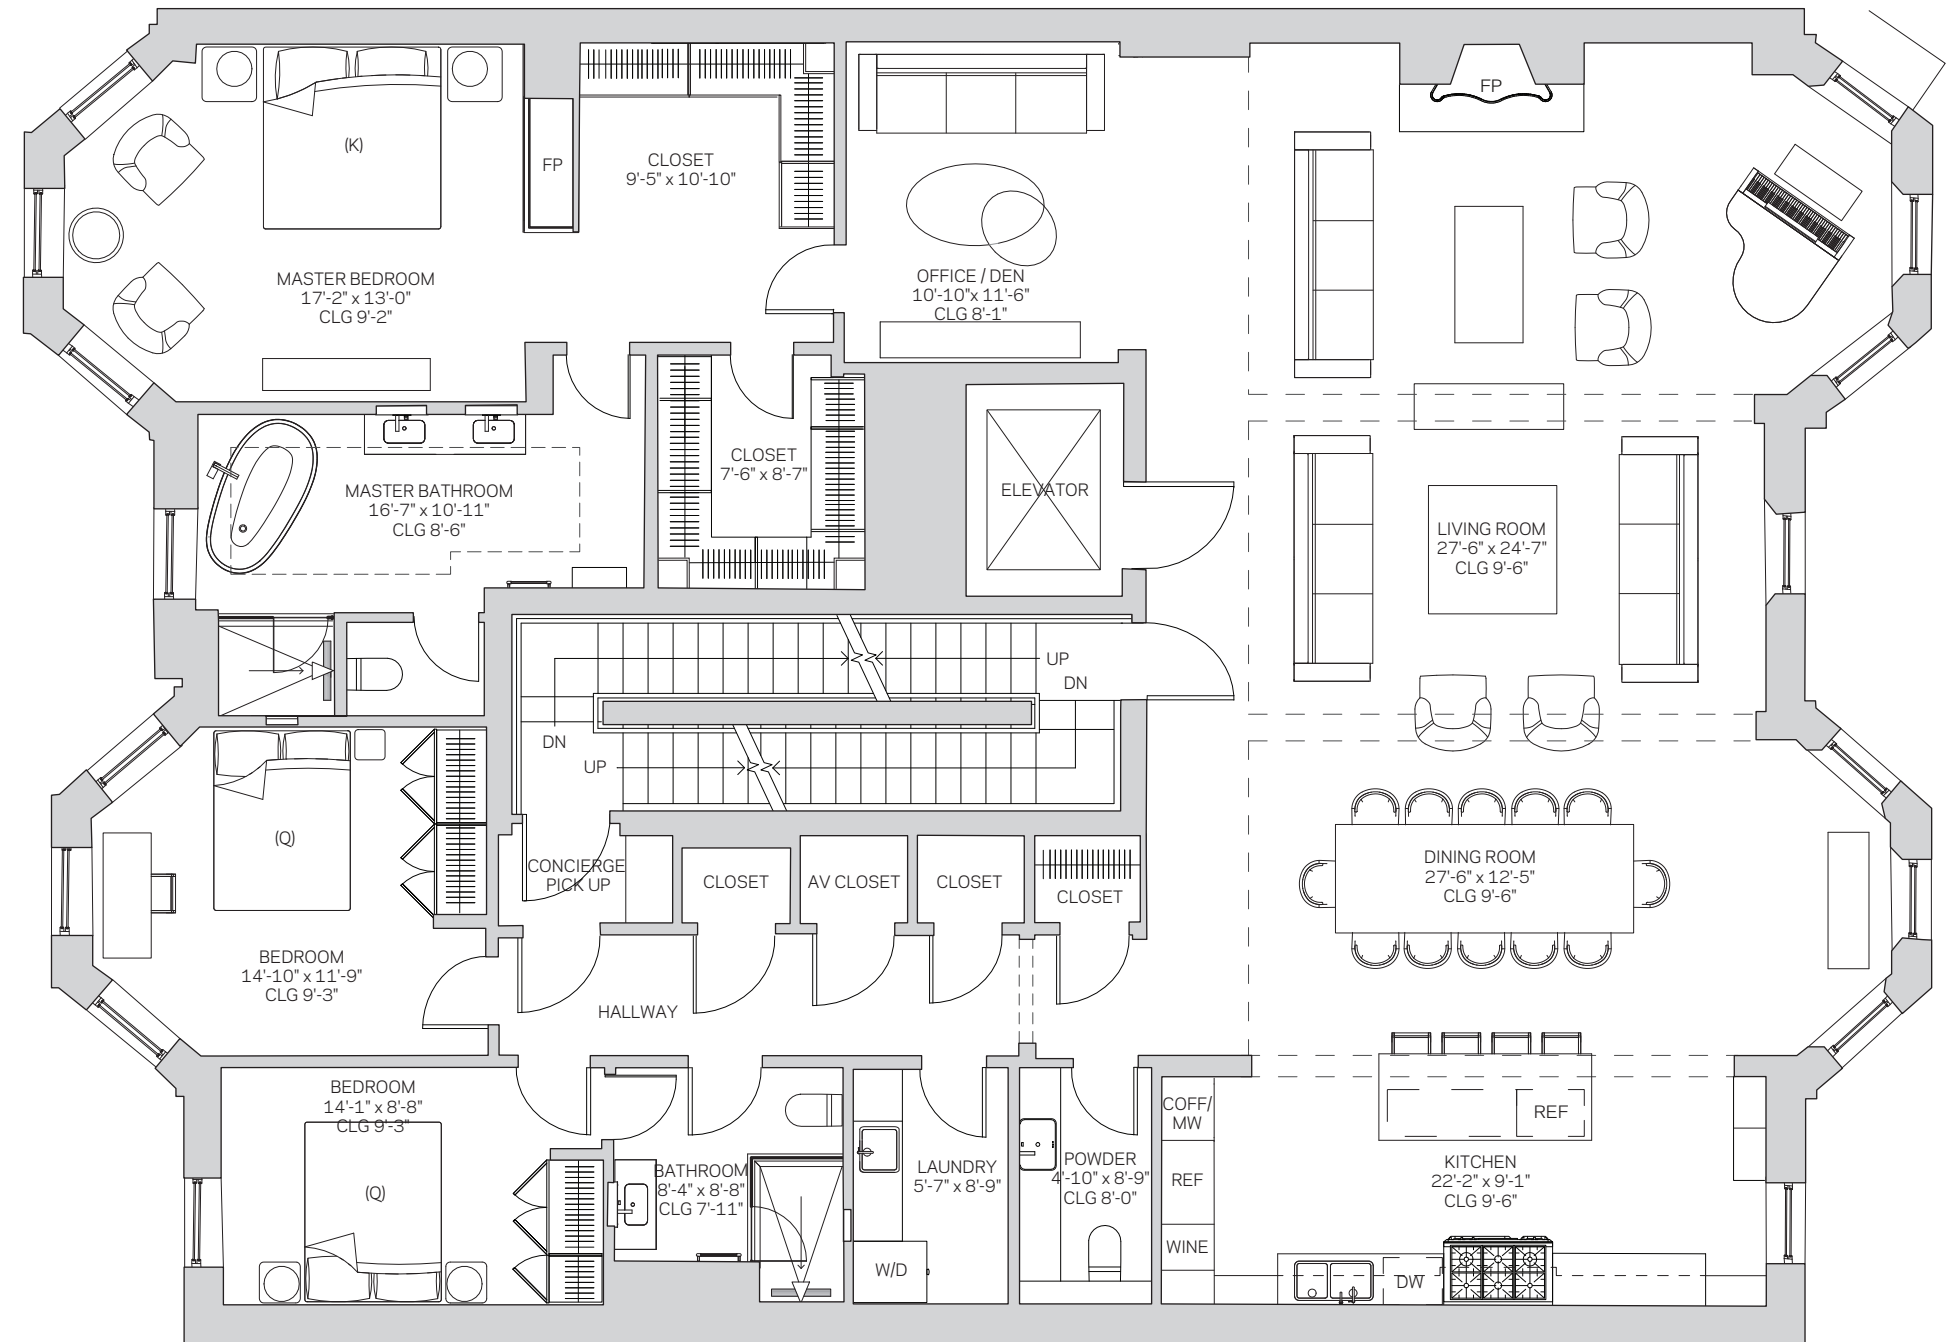 (K)
FP
CLOSET
9'-5" x 10'-10"
MASTER BEDROOM
17'-2" x 13'-0"
CLG 9'-2"
OFFICE / DEN
10'-10"x 11'-6"
CLG 8'-1"
FP
MASTER BATHROOM
16'-7" x 10'-11"
CLG 8'-6"
CLOSET
7'-6" x 8'-7"
ELEVATOR
LIVING ROOM
27'-6" x 24'-7"
CLG 9'-6"
UP
DN
DN
UP
(Q)
BEDROOM
14'-10" x 11'-9"
CLG 9'-3"
CONCIERGE
PICK UP
CLOSET
AV CLOSET
CLOSET
CLOSET
DINING ROOM
27'-6" x 12'-5"
CLG 9'-6"
HALLWAY
BEDROOM
14'-1" x 8'-8"
CLG 9'-3"
(Q)
BATHROOM
8'-4" x 8'-8"
CLG 7'-11"
LAUNDRY
5'-7" x 8'-9"
W/D
POWDER
4'-10" x 8'-9"
CLG 8'-0"
COFF/
MW
REF
WINE
REF
KITCHEN
22'-2" x 9'-1"
CLG 9'-6"
DW